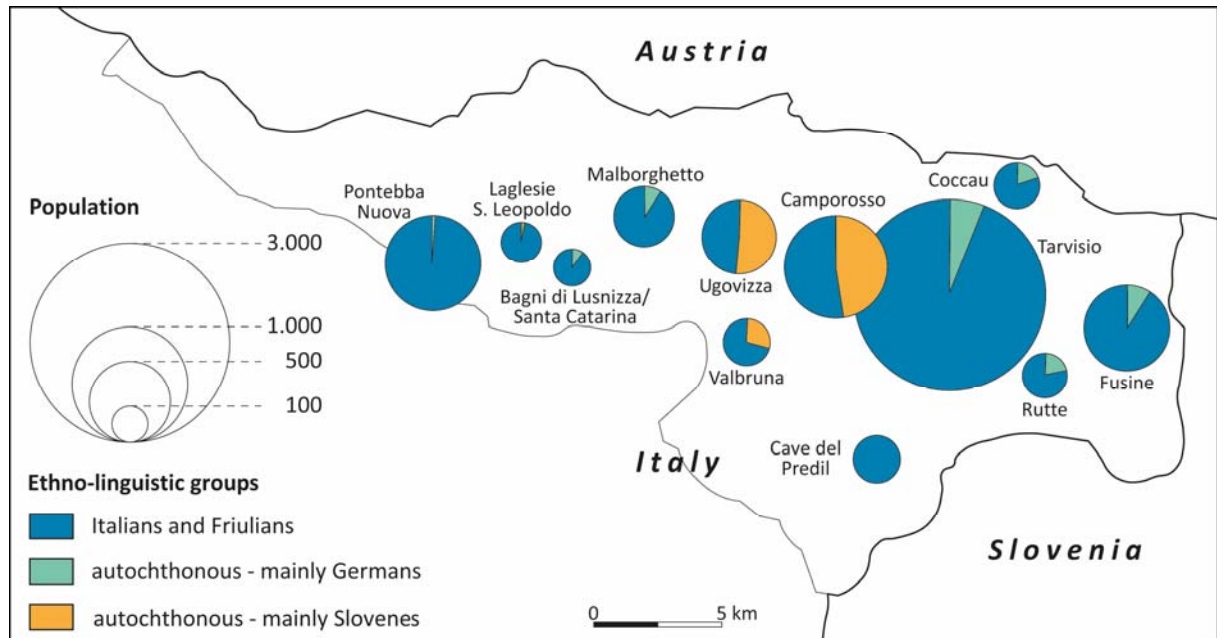 Austria
Population
3.000
1.000
500
100
Pontebba
Nuova
Laglesie
S. Leopoldo
Bagni di Lusnizza/
Santa Catarina
Malborghetto
Ugovizza
Valbruna
Camporosso
Coccau
Tarvisio
Fusine
Rutte
Cave del
Predil
Italy
Slovenia
Ethno-linguistic groups
Italians and Friulians
autochthonous - mainly Germans
autochthonous - mainly Slovenes
0 5 km